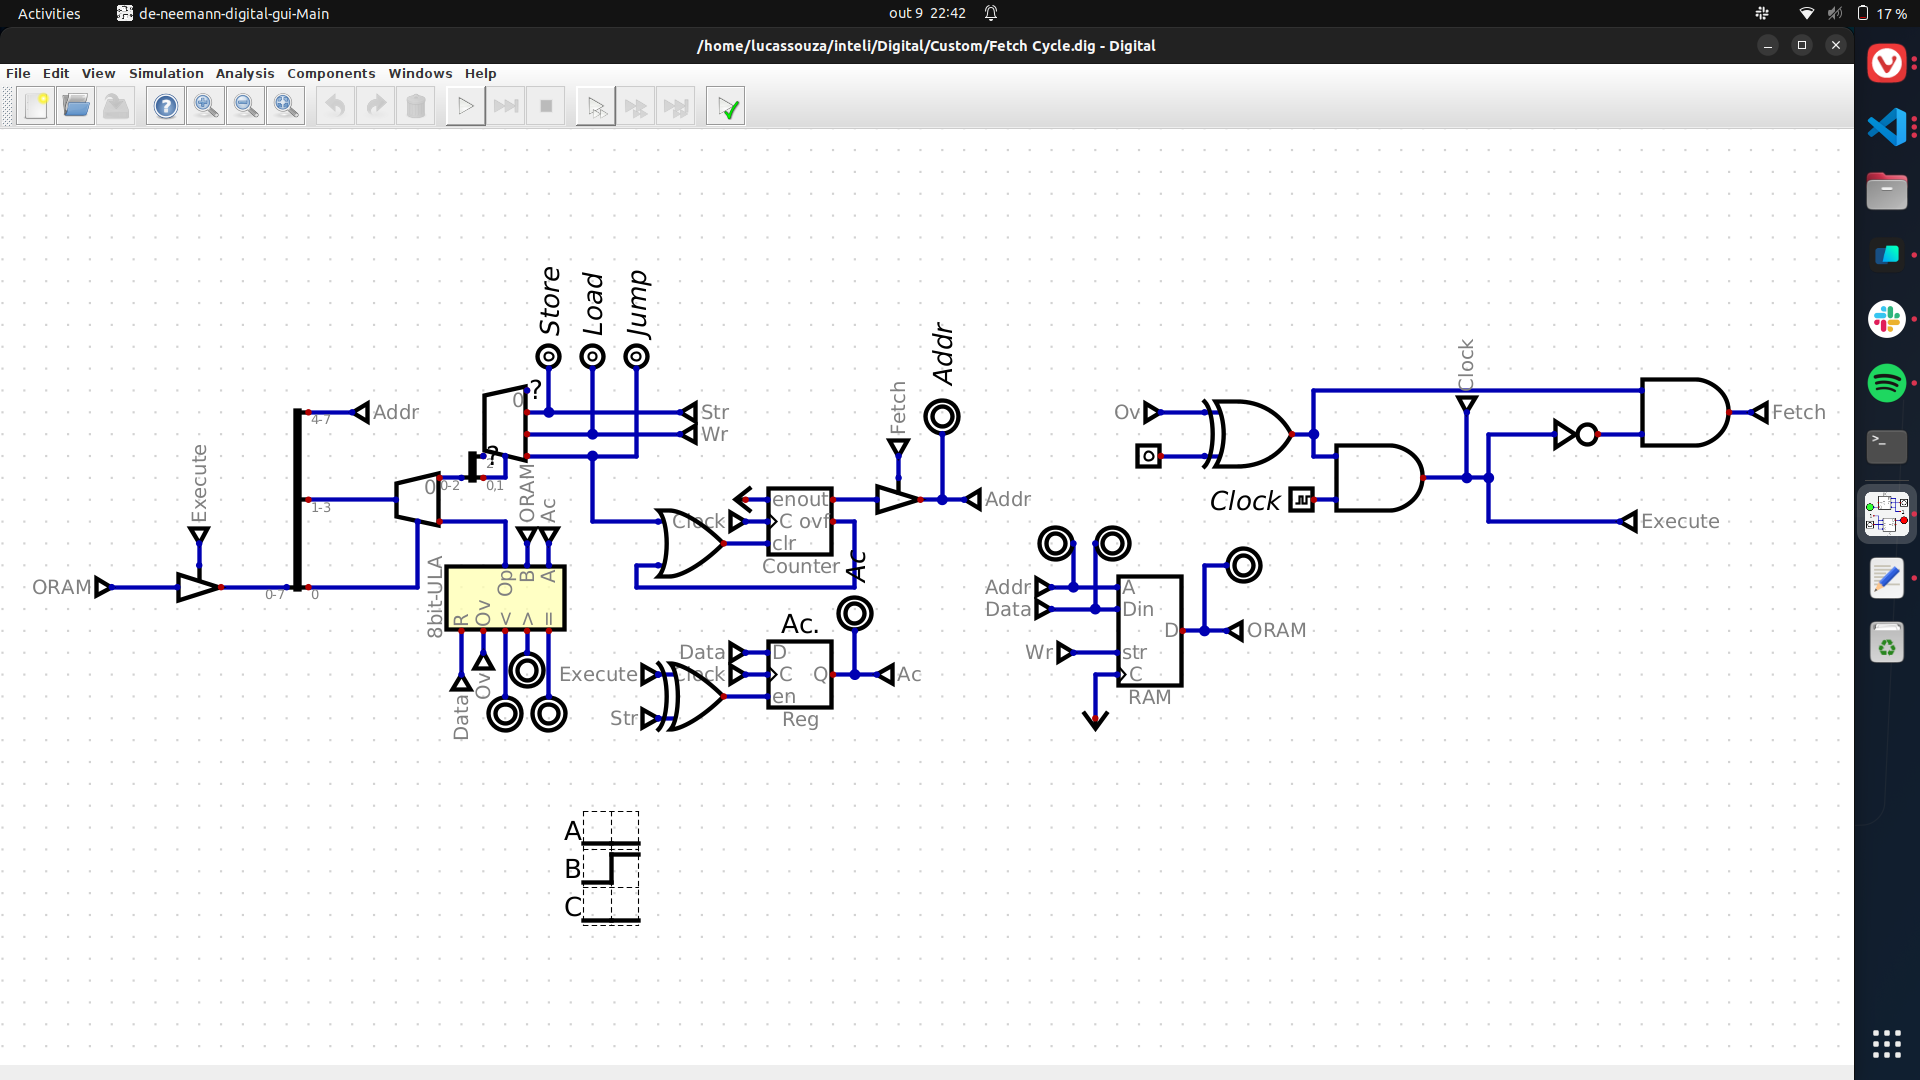 Activities
de-neemann-digital-gui-Main
out 9 22:42
17 %
/home/lucassouza/inteli/Digital/Custom/Fetch Cycle.dig - Digital
File Edit View Simulation Analysis Components Windows Help
Store
Load
Jump
Addr
Clock
?
0
Addr
4-7
Str
Wr
Fetch
Ov
Fetch
Execute
?
2
0
0-2
0,1
1-3
ORAM
Ac
Clock
enout
C ovf
clr
Counter
Addr
Clock
Execute
ORAM
0-7
0
8bit-ULA
Op
B
A
R
Ov
<
>
=
Ac
Addr
Data
A
Din
D
ORAM
Wr
str
C
RAM
Ac.
Data
D
Execute
Clock
C
Q
Ac
en
Str
Reg
Data
Ov
A
B
C